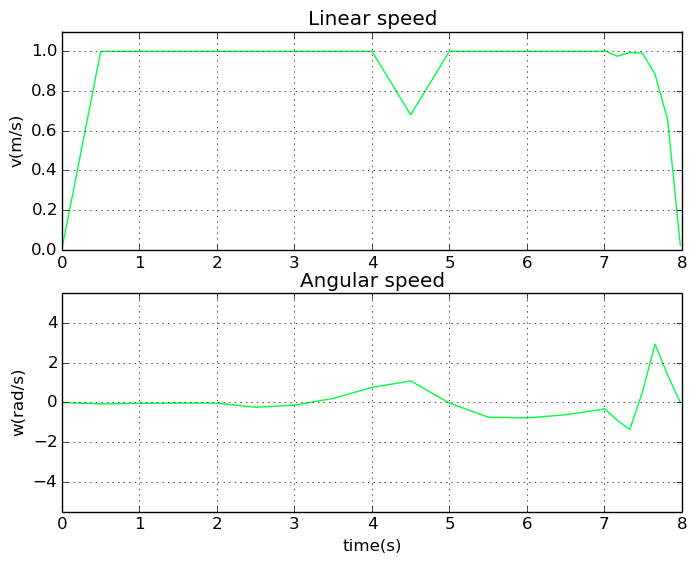 Linear speed
v(m/s)
1.0
0.8
0.6
0.4
0.2
0.0
0 1 2 3 4 5 6 7 8
Angular speed
w(rad/s)
4
2
0
−2
−4
0 1 2 3 4 5 6 7 8
time(s)